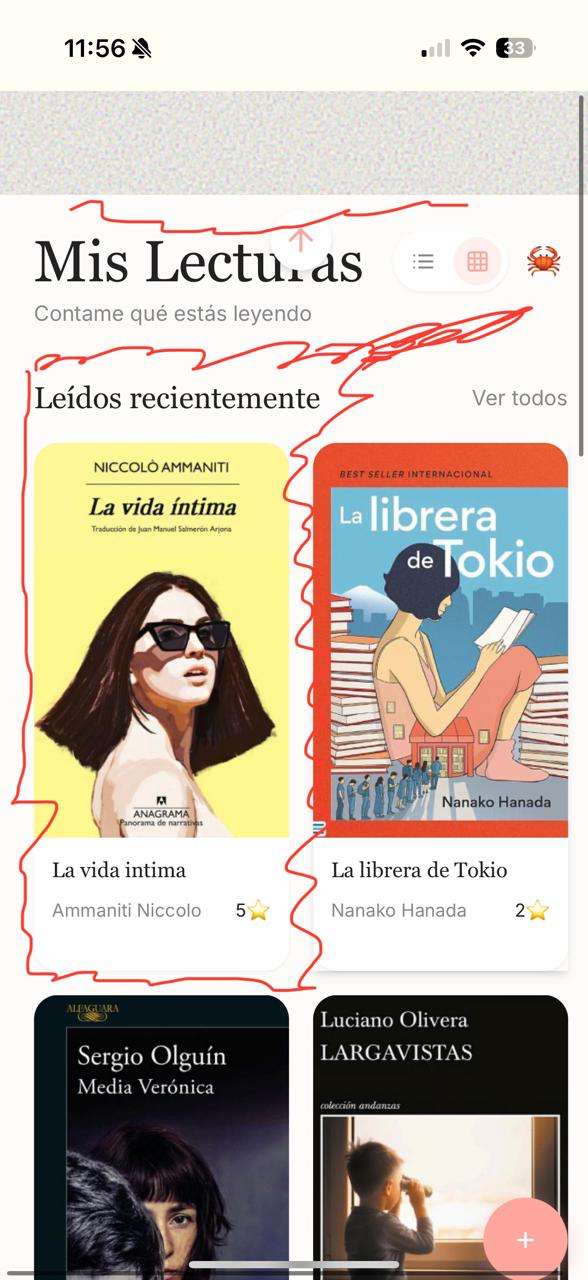 11:56
33
Mis Lecturas
Contame qué estás leyendo
Leídos recientemente
Ver todos
NICCOLÒ AMMANITI
La vida íntima
Traducción de Juan Manuel Salmerón Arjona
ANAGRAMA
Panorama de narrativas
BEST SELLER INTERNACIONAL
La librera
de Tokio
Nanako Hanada
La vida intima
Ammaniti Niccolo
5⭐
La librera de Tokio
Nanako Hanada
2⭐
ALFAGUARA
Sergio Olguín
Media Verónica
Luciano Olivera
LARGAVISTAS
colección andanzas
+